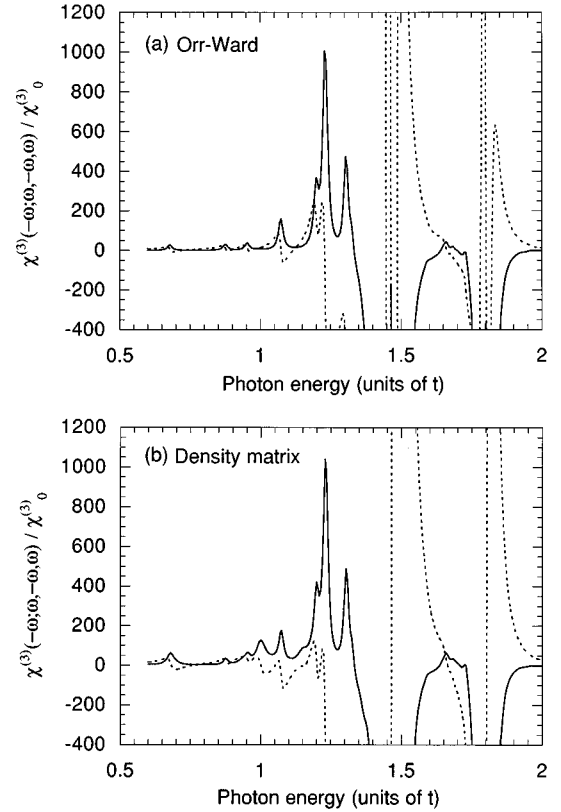 1200
(a) Orr-Ward
1000
800
600
400
200
0
-200
-400
0.5 1 1.5 2
Photon energy (units of t)
χ⁽³⁾(-ω;ω,-ω,ω) / χ⁽³⁾₀
1200
(b) Density matrix
1000
800
600
400
200
0
-200
-400
0.5 1.0 1.5 2
Photon energy (units of t)
χ⁽³⁾(-ω;ω,-ω,ω) / χ⁽³⁾₀